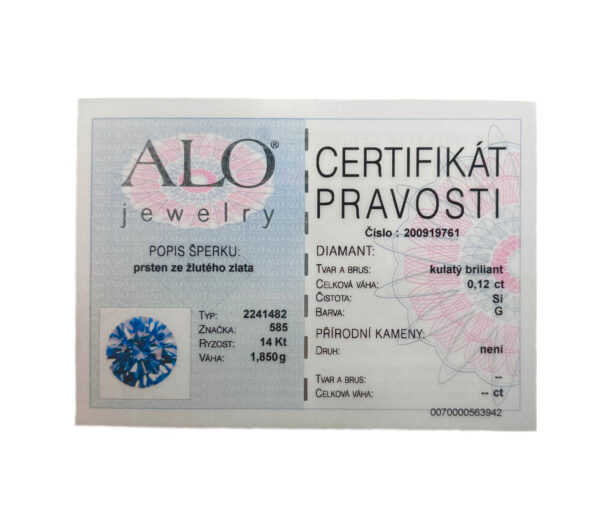 ALO®
jewelry
POPIS ŠPERKU:
prsten ze žlutého zlata
TYP: 2241482
ZNAČKA: 585
RYZOST: 14 Kt
VÁHA: 1,850g
CERTIFIKÁT
PRAVOSTI
Číslo : 200919761
DIAMANT:
TVAR A BRUS: kulatý briliant
CELKOVÁ VÁHA: 0,12 ct
ČISTOTA: Si
BARVA: G
PŘÍRODNÍ KAMENY:
DRUH: není
TVAR A BRUS: --
CELKOVÁ VÁHA: -- ct
0070000563942